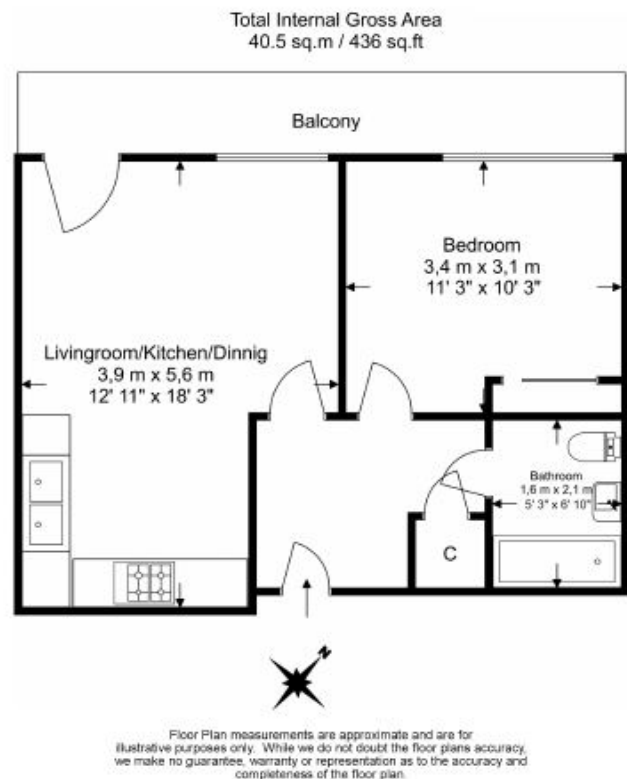 Total Internal Gross Area
40.5 sq.m / 436 sq.ft
Balcony
Bedroom
3,4 m x 3,1 m
11' 3" x 10' 3"
Livingroom/Kitchen/Dinnig
3,9 m x 5,6 m
12' 11" x 18' 3"
Bathroom
1,6 m x 2,1 m
5' 3" x 6' 10"
C
N
Floor Plan measurements are approximate and are for
illustrative purposes only. While we do not doubt the floor plans accuracy,
we make no guarantee, warranty or representation as to the accuracy and
completeness of the floor plan.